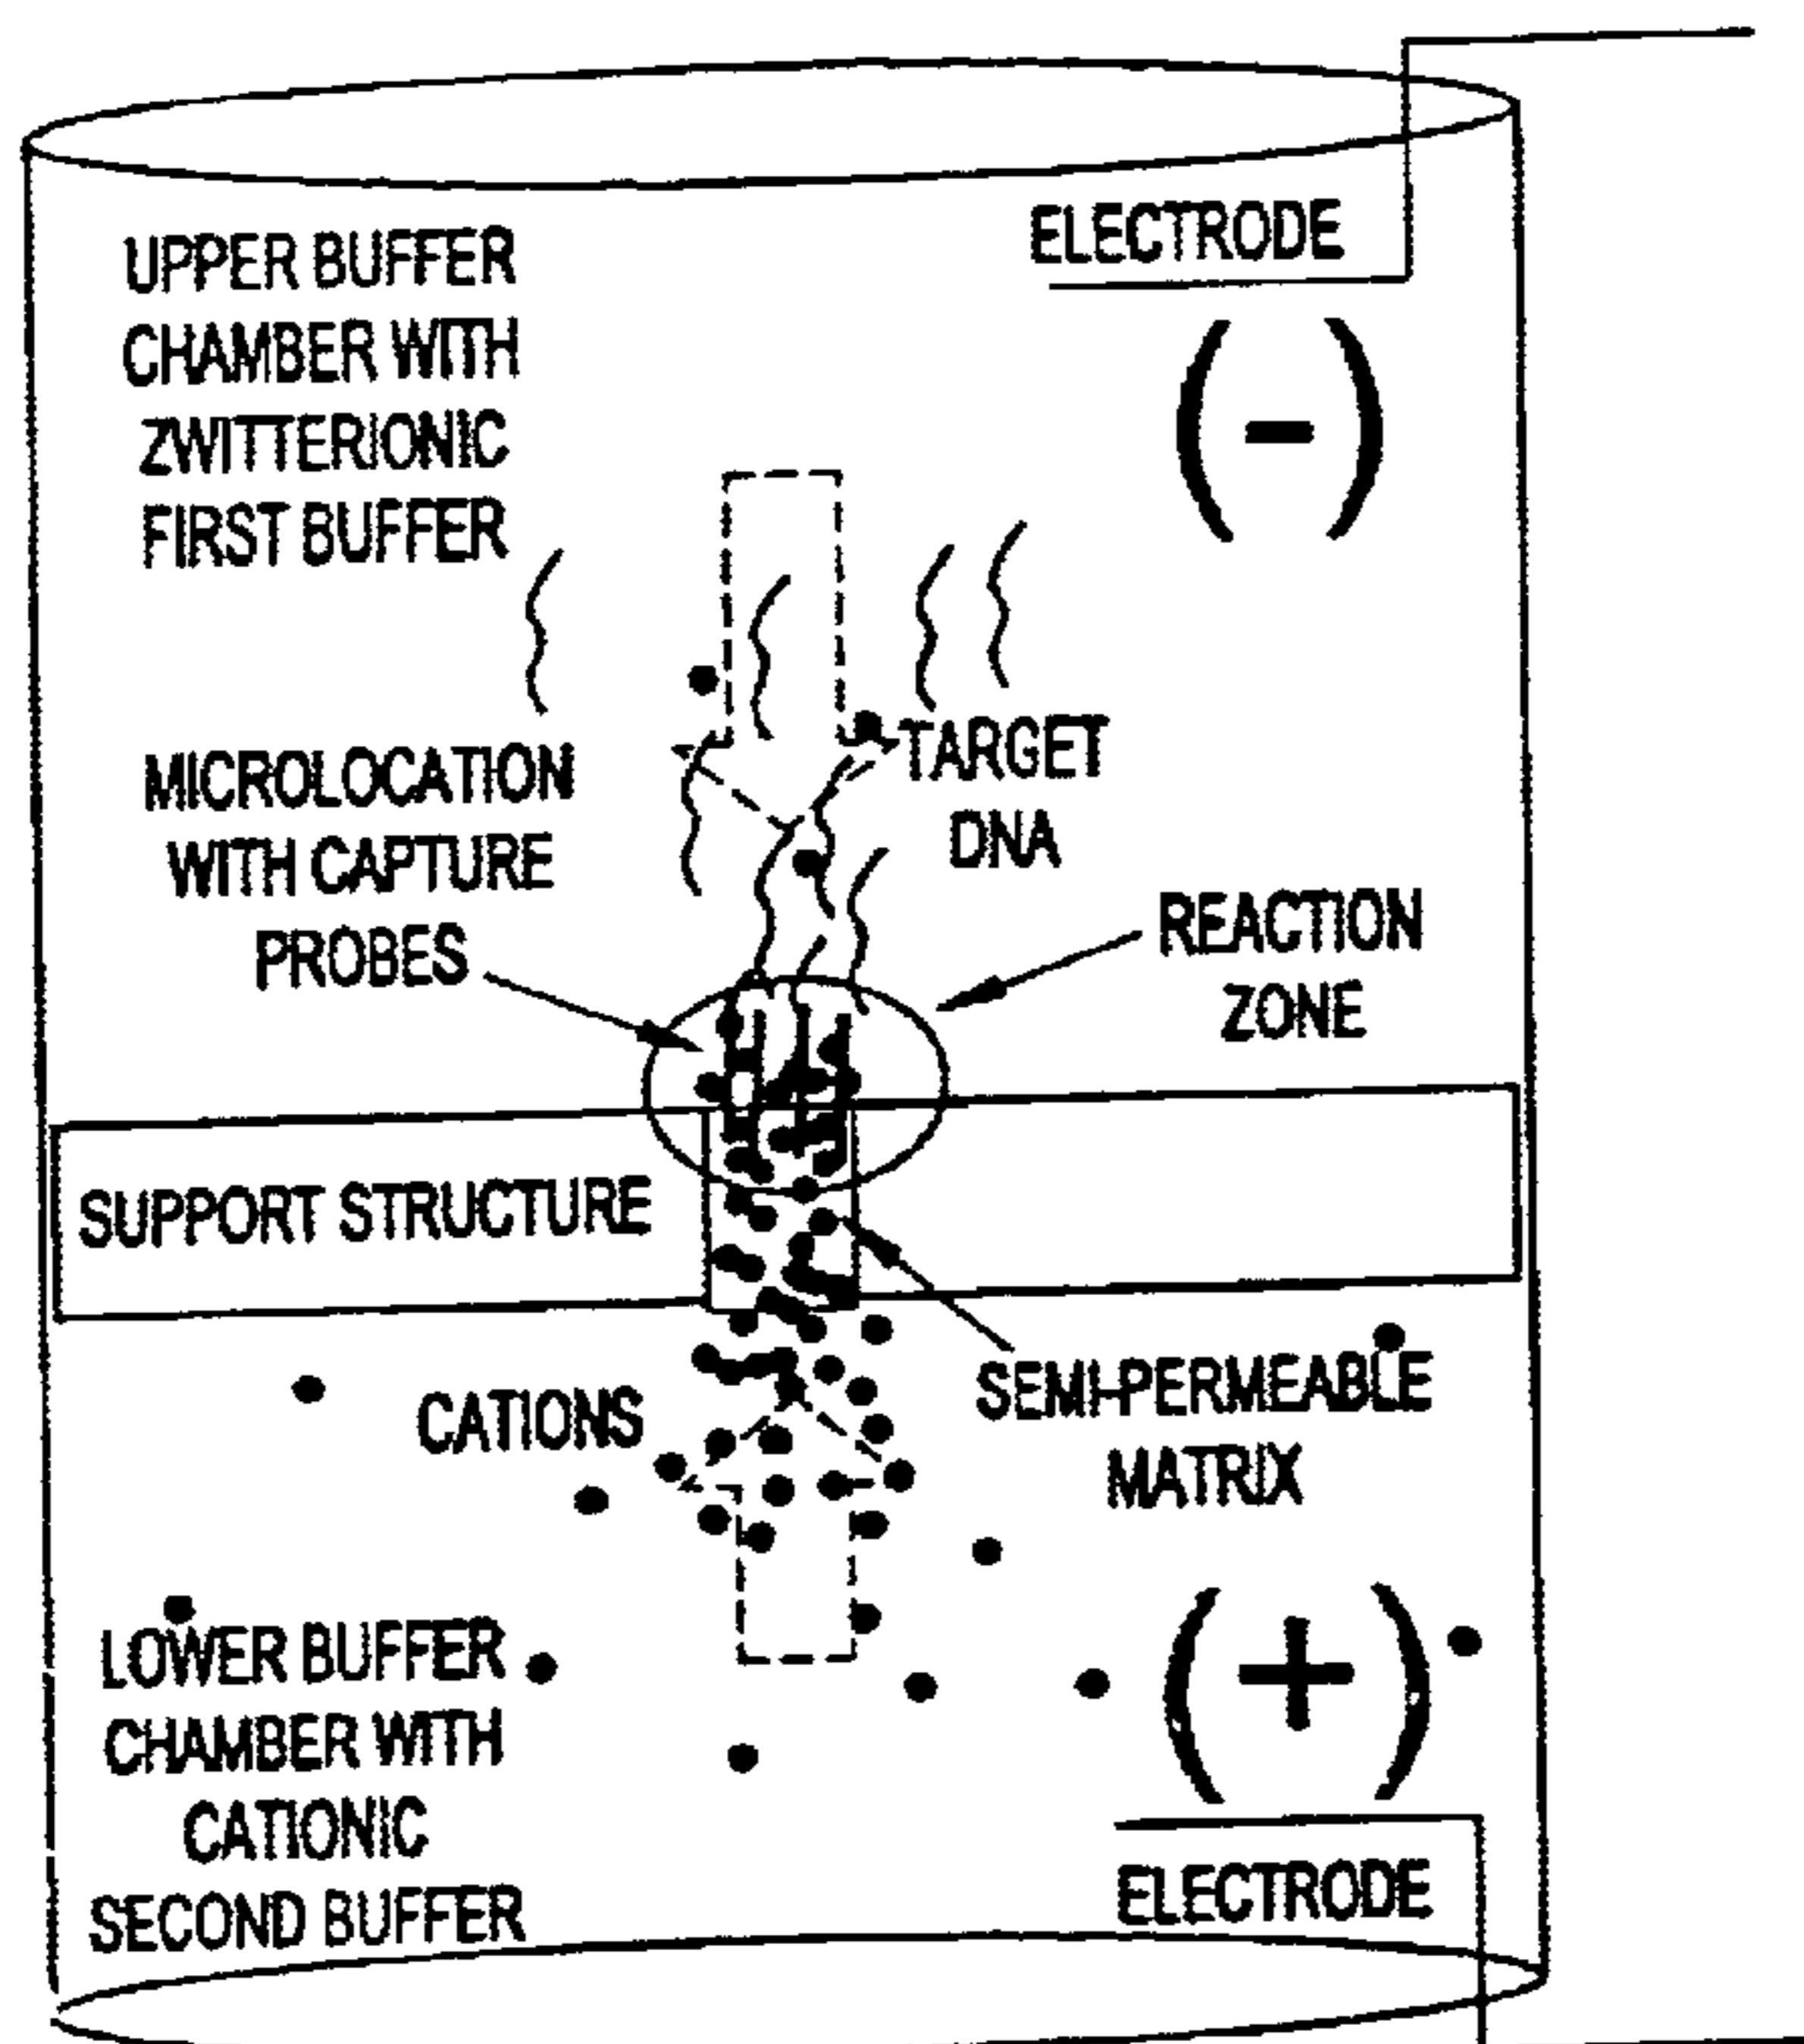 ELECTRODE
UPPER BUFFER
CHAMBER WITH
ZWITTERIONIC
FIRST BUFFER
(-)
MICROLOCATION
WITH CAPTURE
PROBES
TARGET
DNA
REACTION
ZONE
SUPPORT STRUCTURE
CATIONS
SEMI-PERMEABLE
MATRIX
LOWER BUFFER
CHAMBER WITH
CATIONIC
SECOND BUFFER
(+)
ELECTRODE